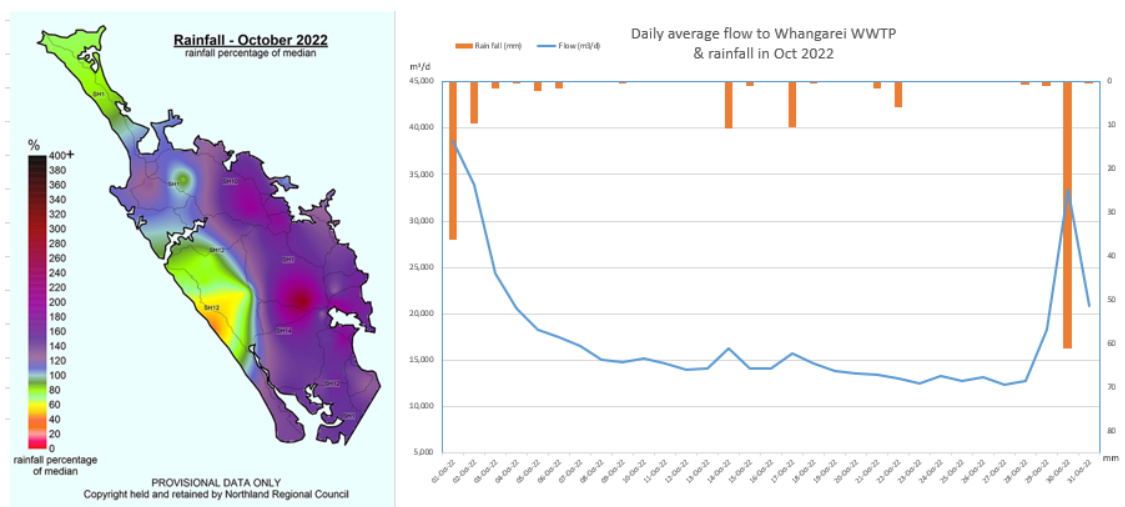 Rainfall - October 2022
rainfall percentage of median
SH1
%
400+
380
360
340
320
300
280
260
240
220
200
180
160
140
120
100
80
60
40
20
0
rainfall percentage
of median
SH1
SH10
SH12
SH1
SH12
SH14
SH12
SH1
PROVISIONAL DATA ONLY
Copyright held and retained by Northland Regional Council
Daily average flow to Whangarei WWTP
& rainfall in Oct 2022
Rainfall (mm)
Flow (m3/d)
m³/d
45,000
40,000
35,000
30,000
25,000
20,000
15,000
10,000
5,000
0
10
20
30
40
50
60
70
80
mm
01-Oct-22
02-Oct-22
03-Oct-22
04-Oct-22
05-Oct-22
06-Oct-22
07-Oct-22
08-Oct-22
09-Oct-22
10-Oct-22
11-Oct-22
12-Oct-22
13-Oct-22
14-Oct-22
15-Oct-22
16-Oct-22
17-Oct-22
18-Oct-22
19-Oct-22
20-Oct-22
21-Oct-22
22-Oct-22
23-Oct-22
24-Oct-22
25-Oct-22
26-Oct-22
27-Oct-22
28-Oct-22
29-Oct-22
30-Oct-22
31-Oct-22